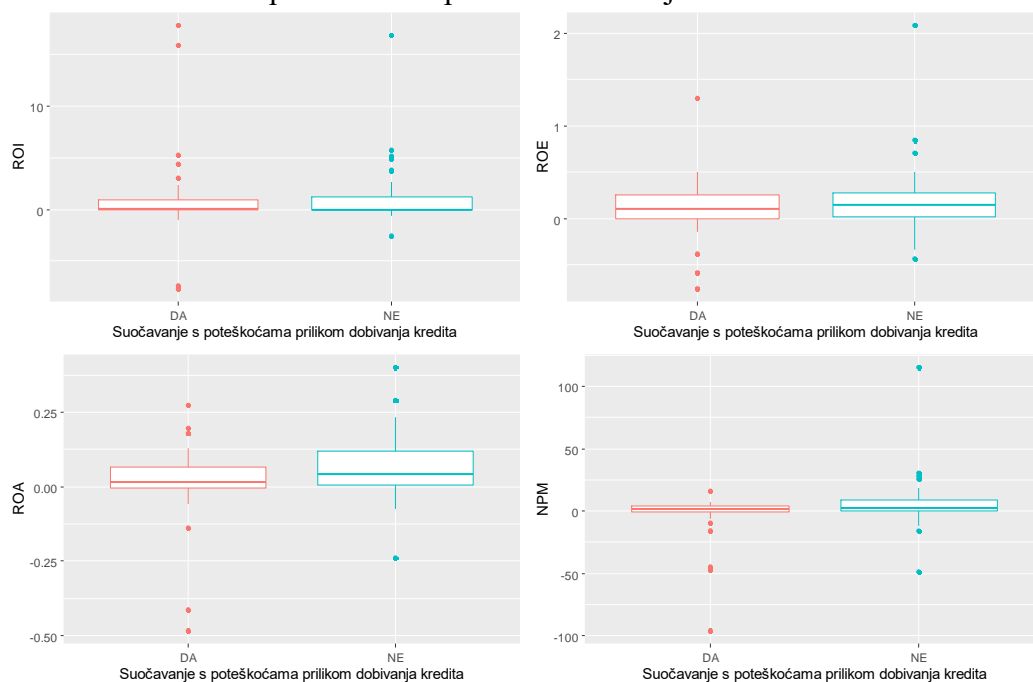 ROI
10
0
DA
NE
Suočavanje s poteškoćama prilikom dobivanja kredita
ROE
2
1
0
DA
NE
Suočavanje s poteškoćama prilikom dobivanja kredita
ROA
0.25
0.00
-0.25
-0.50
DA
NE
Suočavanje s poteškoćama prilikom dobivanja kredita
NPM
100
50
0
-50
-100
DA
NE
Suočavanje s poteškoćama prilikom dobivanja kredita